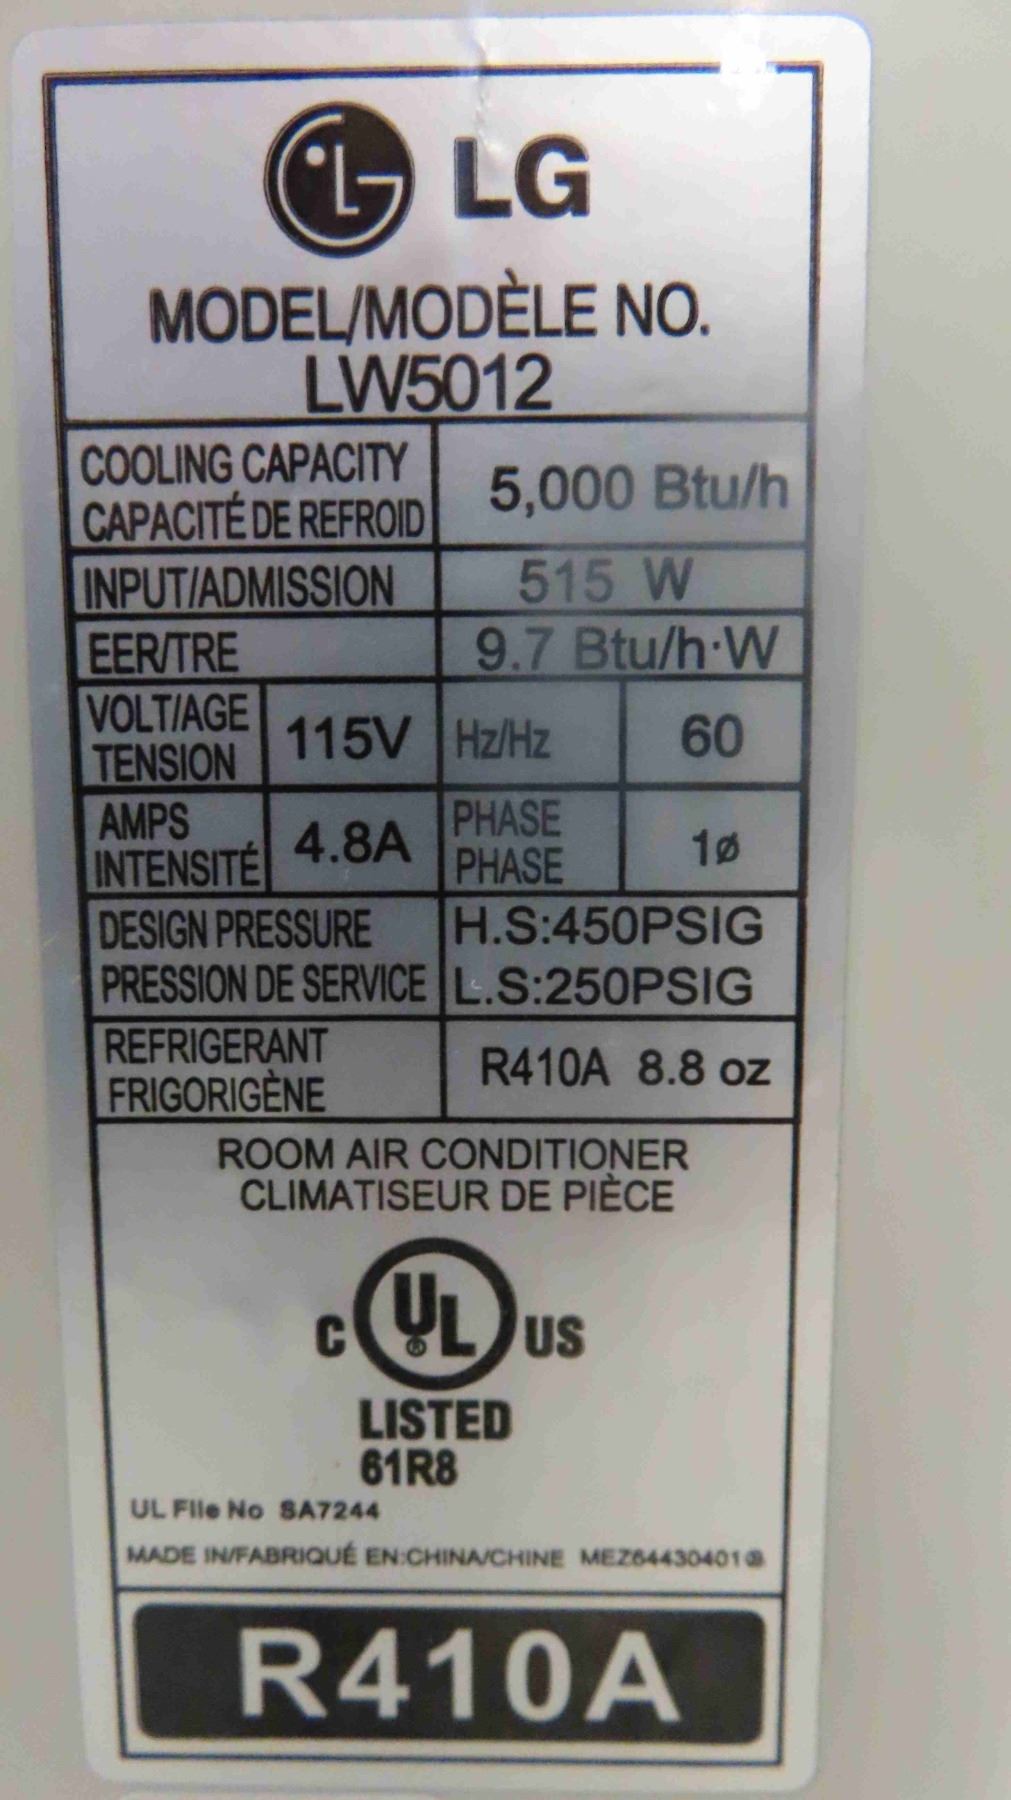 LG
MODEL/MODÈLE NO.
LW5012
COOLING CAPACITY
CAPACITÉ DE REFROID
5,000 Btu/h
INPUT/ADMISSION 515 W
EER/TRE 9.7 Btu/h·W
VOLT/AGE
TENSION
115V
Hz/Hz
60
AMPS
INTENSITÉ
4.8A
PHASE
PHASE
1ø
DESIGN PRESSURE
PRESSION DE SERVICE
H.S:450PSIG
L.S:250PSIG
REFRIGERANT
FRIGORIGÈNE
R410A 8.8 oz
ROOM AIR CONDITIONER
CLIMATISEUR DE PIÈCE
C UL® US
LISTED
61R8
UL File No SA7244
MADE IN/FABRIQUÉ EN:CHINA/CHINE MEZ64430401
R410A